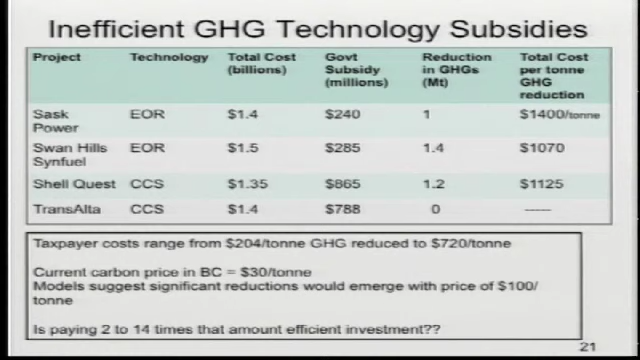 Inefficient GHG Technology Subsidies
Project Technology Total Cost (billions) Govt Subsidy (millions) Reduction in GHGs (Mt) Total Cost per tonne GHG reduction
Sask Power EOR $1.4 $240 1 $1400/tonne
Swan Hills Synfuel EOR $1.5 $285 1.4 $1070
Shell Quest CCS $1.35 $865 1.2 $1125
TransAlta CCS $1.4 $788 0 -----
Taxpayer costs range from $204/tonne GHG reduced to $720/tonne
Current carbon price in BC = $30/tonne
Models suggest significant reductions would emerge with price of $100/
tonne
Is paying 2 to 14 times that amount efficient investment??
21